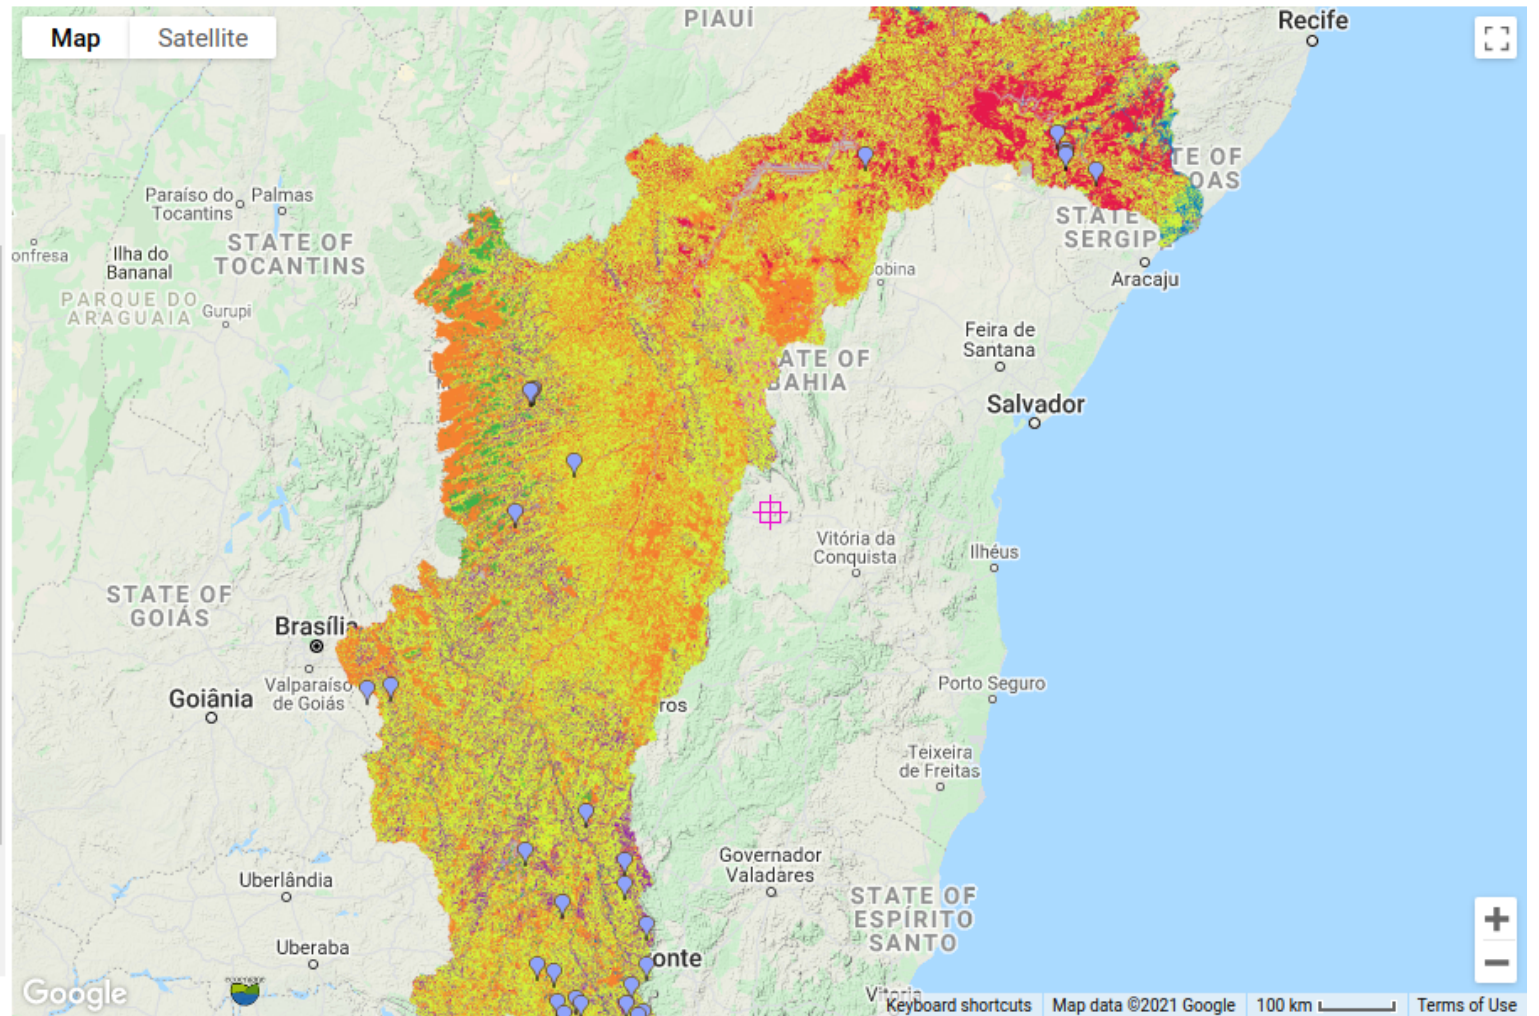 Map Satellite
PIAUÍ
Recife
TE OF
OAS
Paraíso do
Tocantins
Palmas
STATE OF
TOCANTINS
onfresa
Ilha do
Bananal
STATE
SERGIP
Aracaju
obina
PARQUE DO
ARAGUAIA
Gurupi
Feira de
Santana
ATE OF
BAHIA
Salvador
Vitória da
Conquista
Ilhéus
STATE OF
GOIÁS
Brasília
Valparaíso
de Goiás
Goiânia
ros
Porto Seguro
Teixeira
de Freitas
Governador
Valadares
Uberlândia
STATE OF
ESPÍRITO
SANTO
Uberaba
onte
Vitoria
Google
Keyboard shortcuts Map data ©2021 Google 100 km Terms of Use